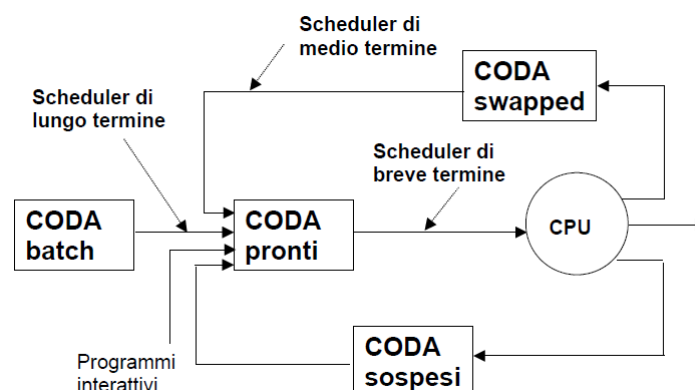 Scheduler di
medio termine
CODA
swapped
Scheduler di
lungo termine
Scheduler di
breve termine
CODA
batch
CODA
pronti
CPU
Programmi
interattivi
CODA
sospesi